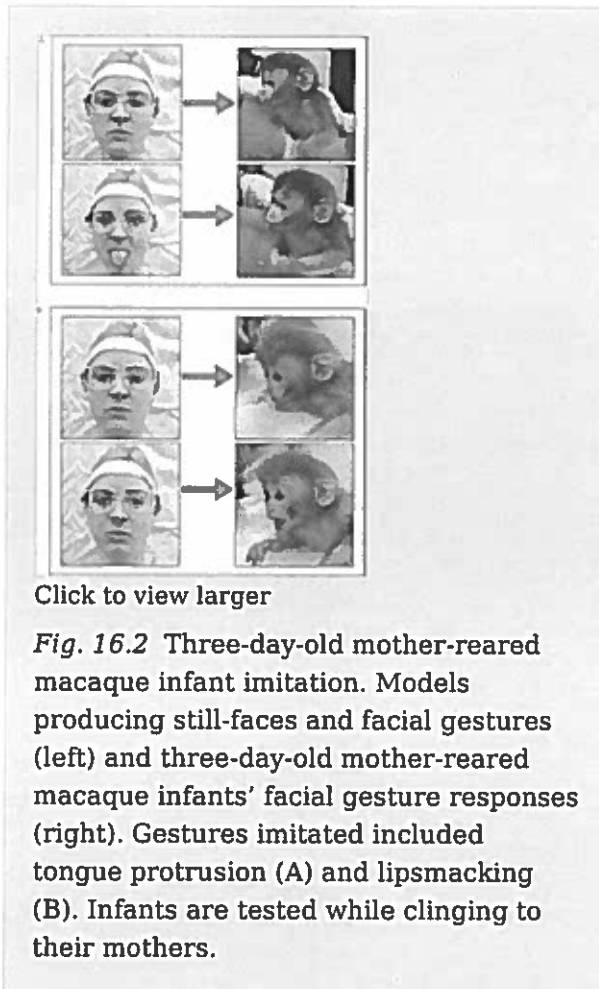 Click to view larger
Fig. 16.2 Three-day-old mother-reared
macaque infant imitation. Models
producing still-faces and facial gestures
(left) and three-day-old mother-reared
macaque infants' facial gesture responses
(right). Gestures imitated included
tongue protrusion (A) and lipsmacking
(B). Infants are tested while clinging to
their mothers.